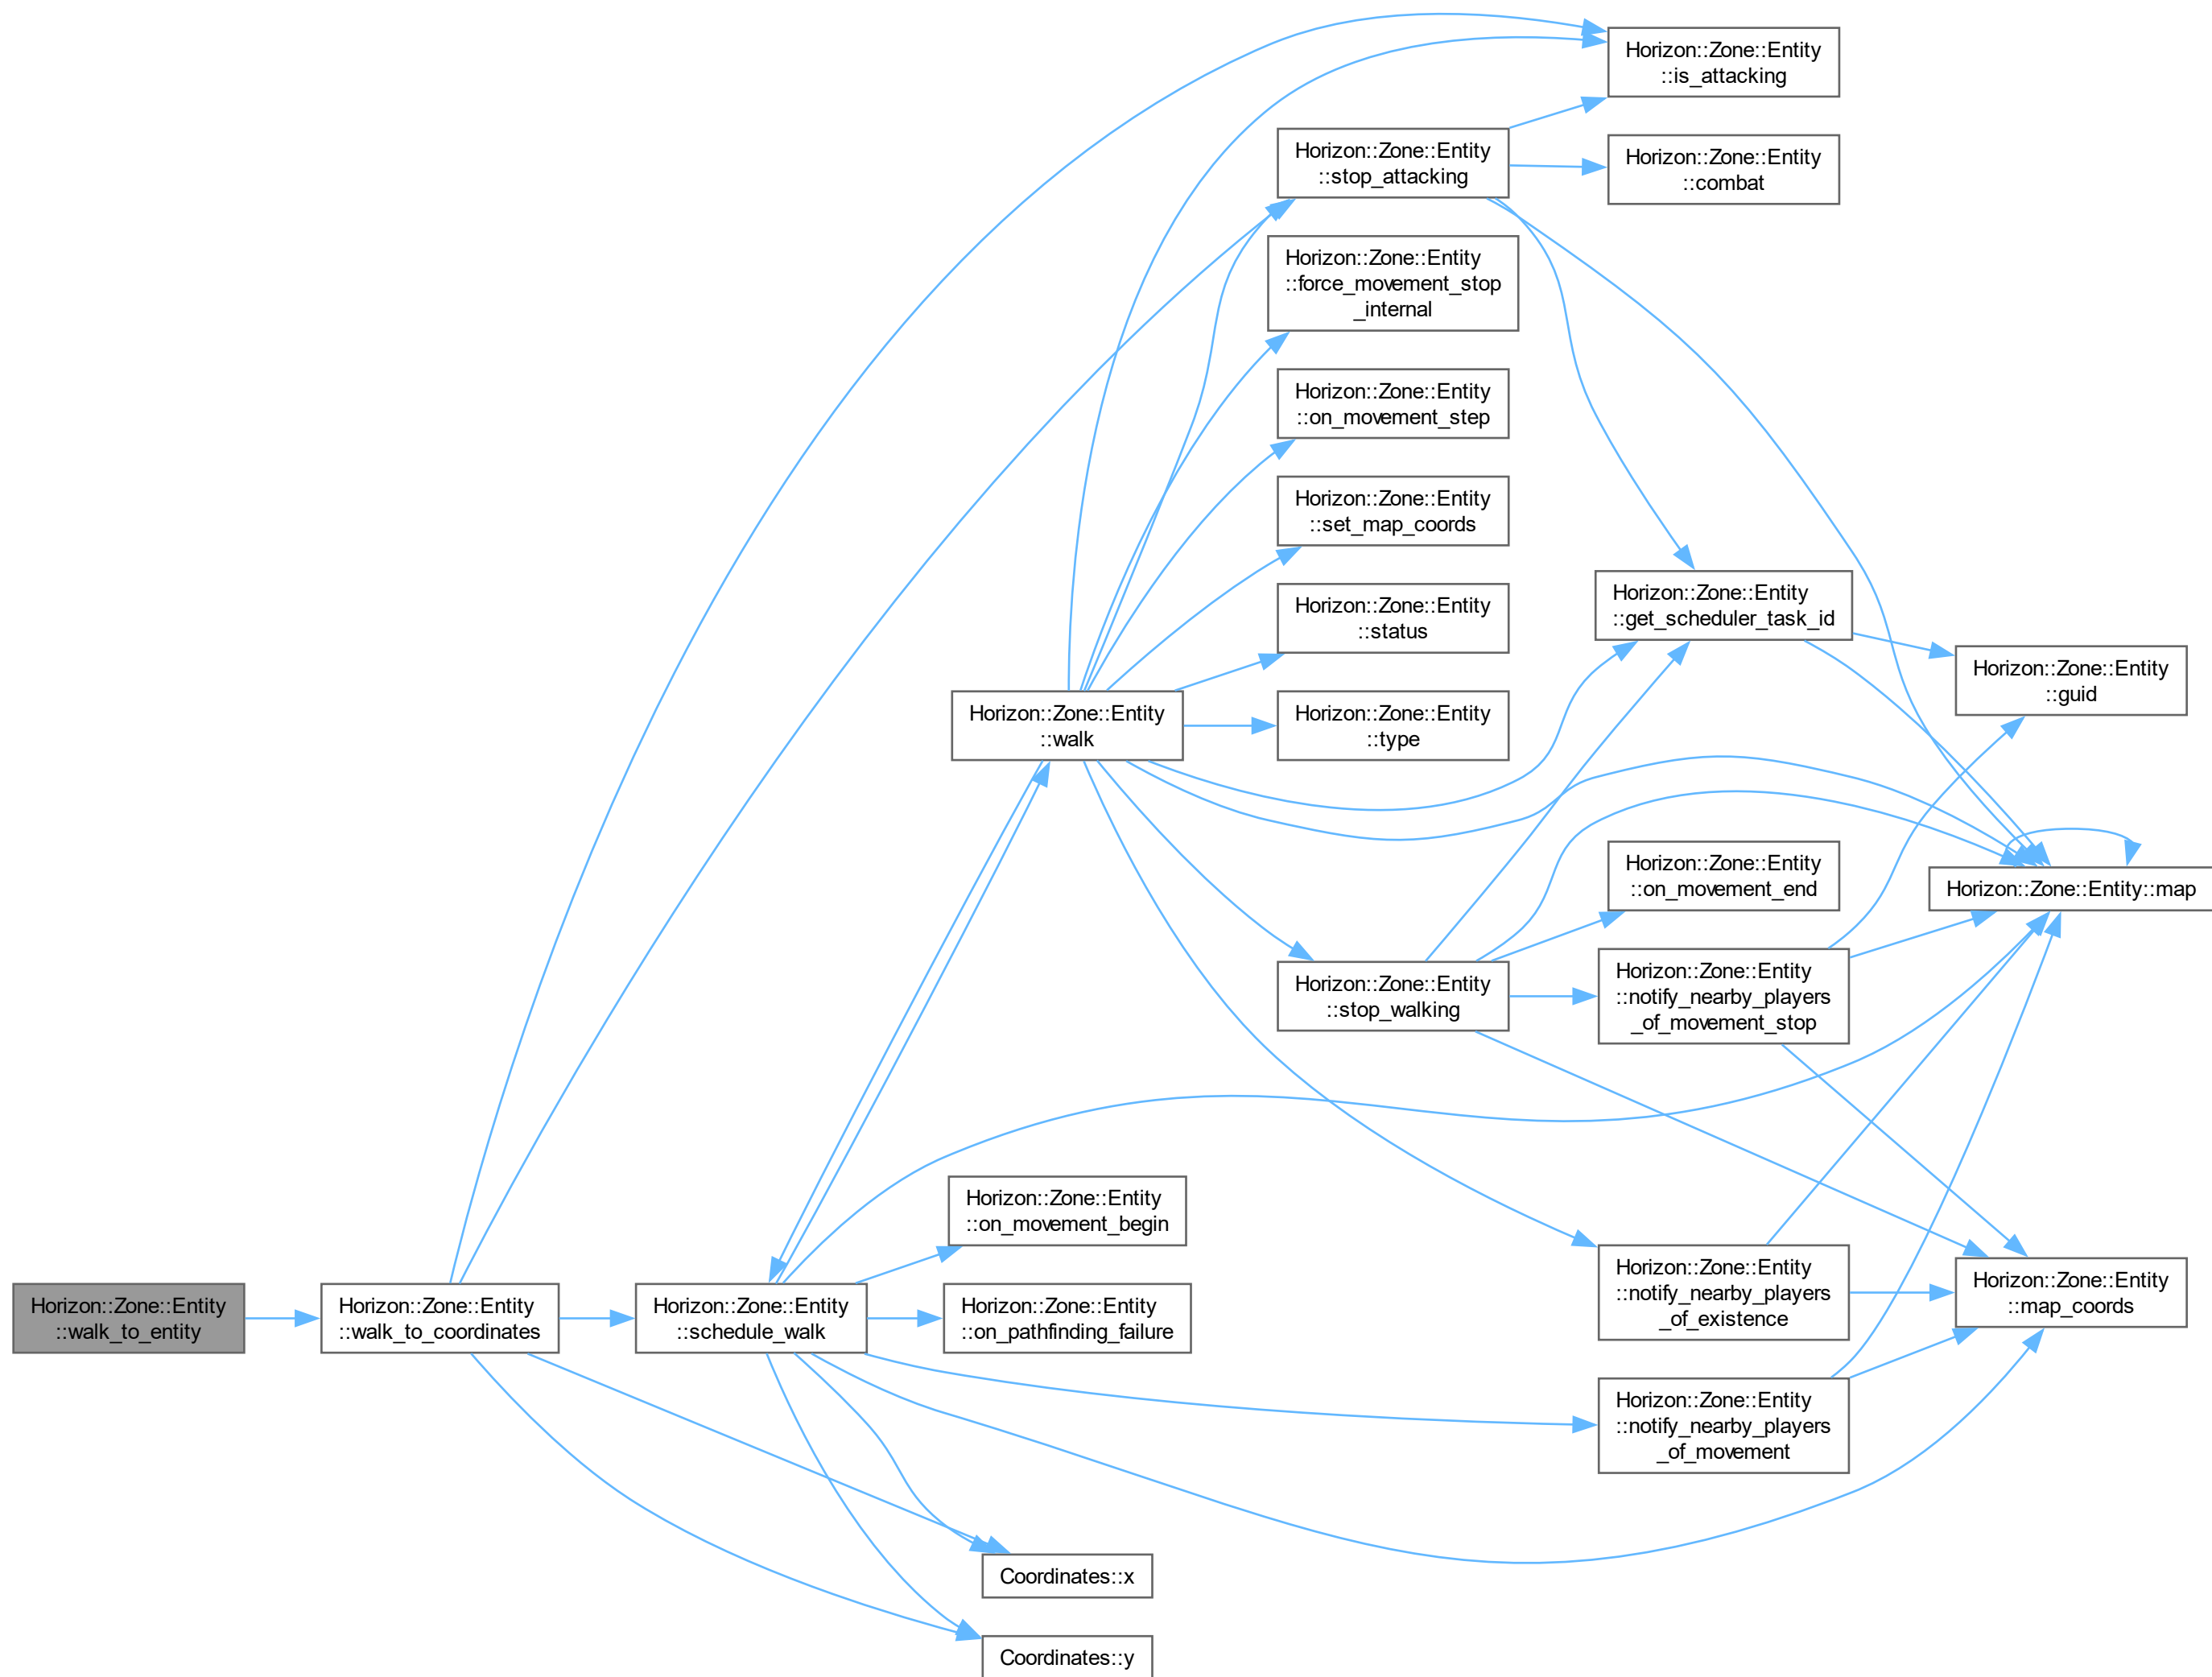 Horizon::Zone::Entity
::is_attacking
Horizon::Zone::Entity
::stop_attacking
Horizon::Zone::Entity
::combat
Horizon::Zone::Entity
::force_movement_stop
_internal
Horizon::Zone::Entity
::on_movement_step
Horizon::Zone::Entity
::set_map_coords
Horizon::Zone::Entity
::status
Horizon::Zone::Entity
::get_scheduler_task_id
Horizon::Zone::Entity
::guid
Horizon::Zone::Entity
::walk
Horizon::Zone::Entity
::type
Horizon::Zone::Entity
::on_movement_end
Horizon::Zone::Entity::map
Horizon::Zone::Entity
::stop_walking
Horizon::Zone::Entity
::notify_nearby_players
_of_movement_stop
Horizon::Zone::Entity
::on_movement_begin
Horizon::Zone::Entity
::walk_to_entity
Horizon::Zone::Entity
::walk_to_coordinates
Horizon::Zone::Entity
::schedule_walk
Horizon::Zone::Entity
::on_pathfinding_failure
Horizon::Zone::Entity
::notify_nearby_players
_of_existence
Horizon::Zone::Entity
::map_coords
Horizon::Zone::Entity
::notify_nearby_players
_of_movement
Coordinates::x
Coordinates::y